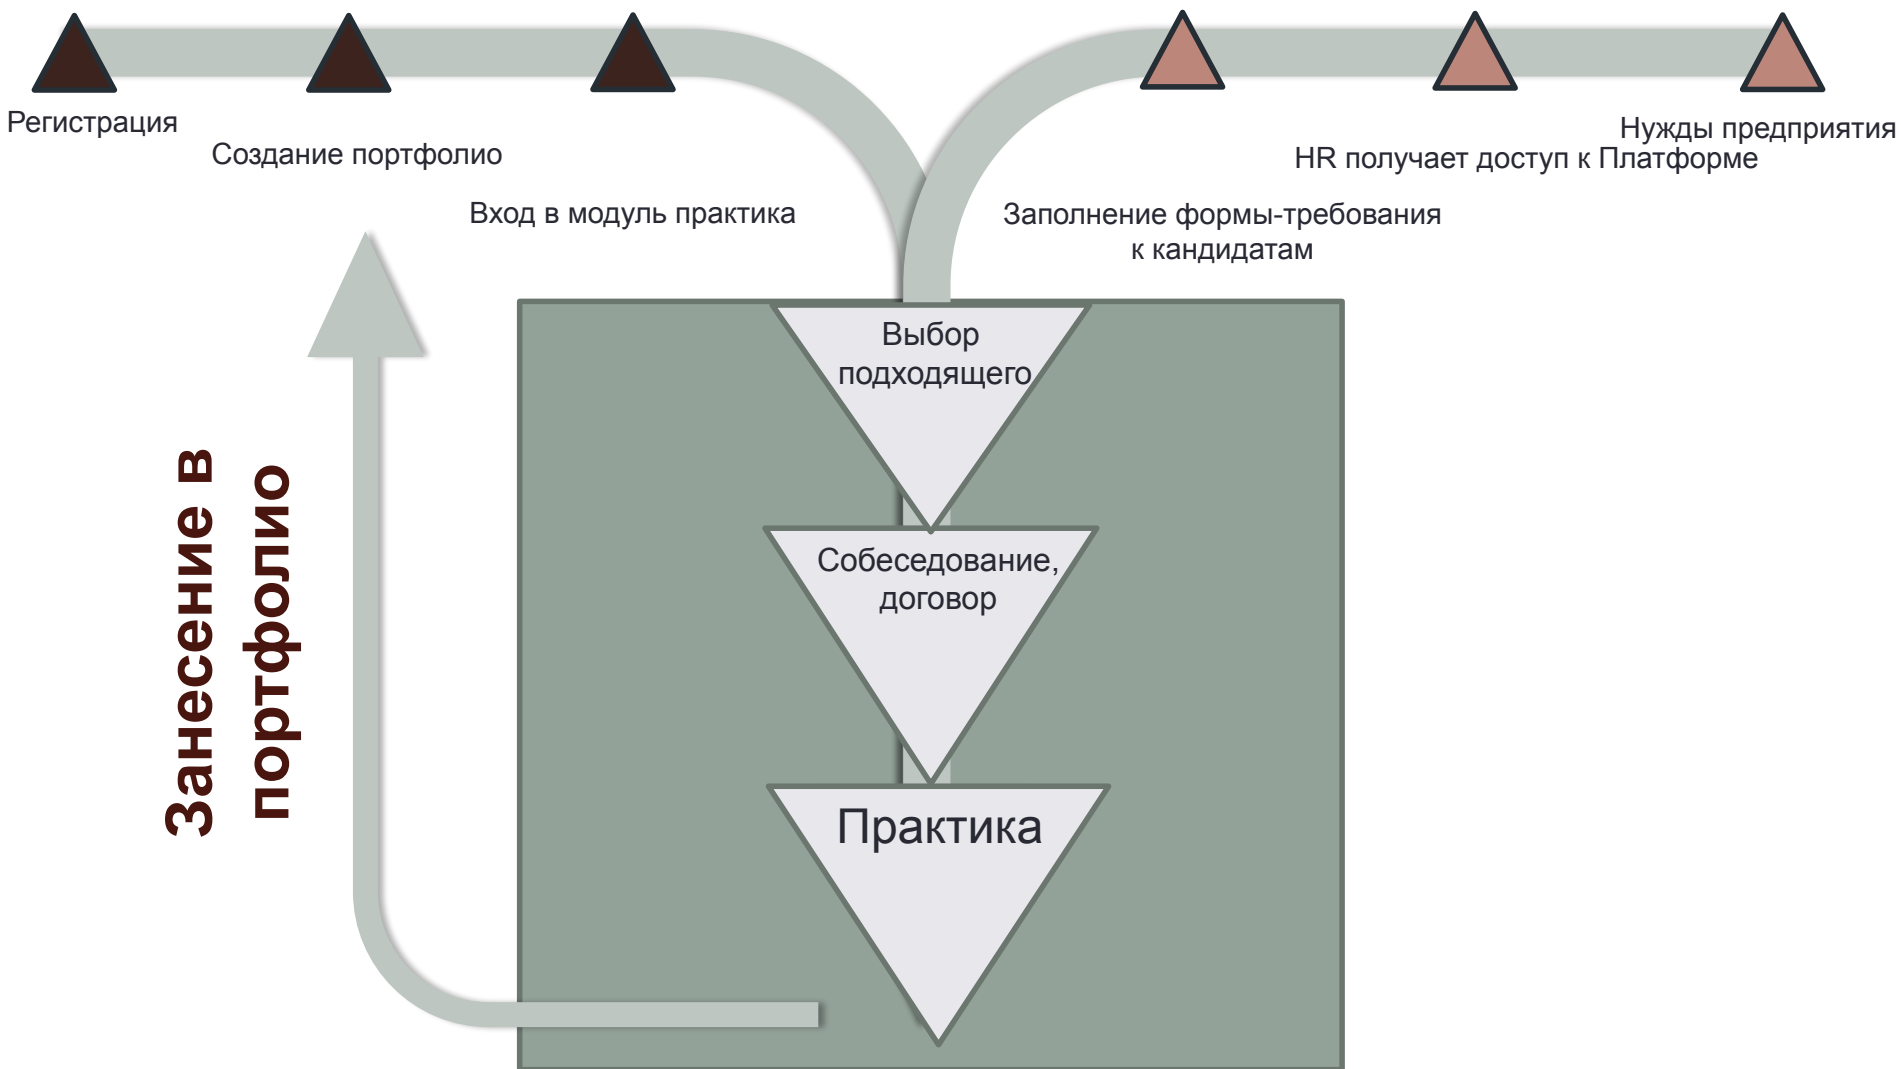 Регистрация
Создание портфолио
Вход в модуль практика
Нужды предприятия
HR получает доступ к Платформе
Заполнение формы-требования
к кандидатам
Выбор
подходящего
Собеседование,
договор
Практика
Занесение в
портфолио